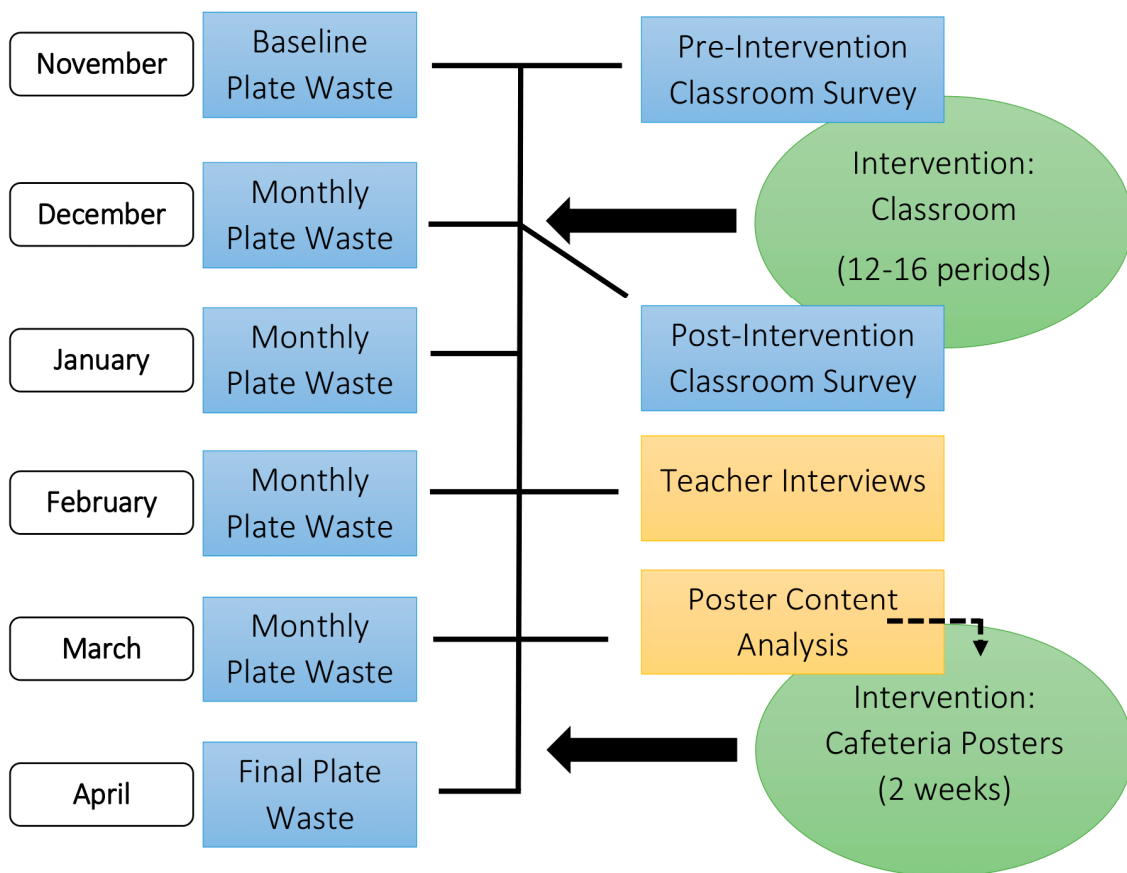 November
Baseline
Plate Waste
Pre-Intervention
Classroom Survey
Intervention:
Classroom
(12-16 periods)
December
Monthly
Plate Waste
January
Monthly
Plate Waste
Post-Intervention
Classroom Survey
February
Monthly
Plate Waste
Teacher Interviews
March
Monthly
Plate Waste
Poster Content
Analysis
Intervention:
Cafeteria Posters
(2 weeks)
April
Final Plate
Waste